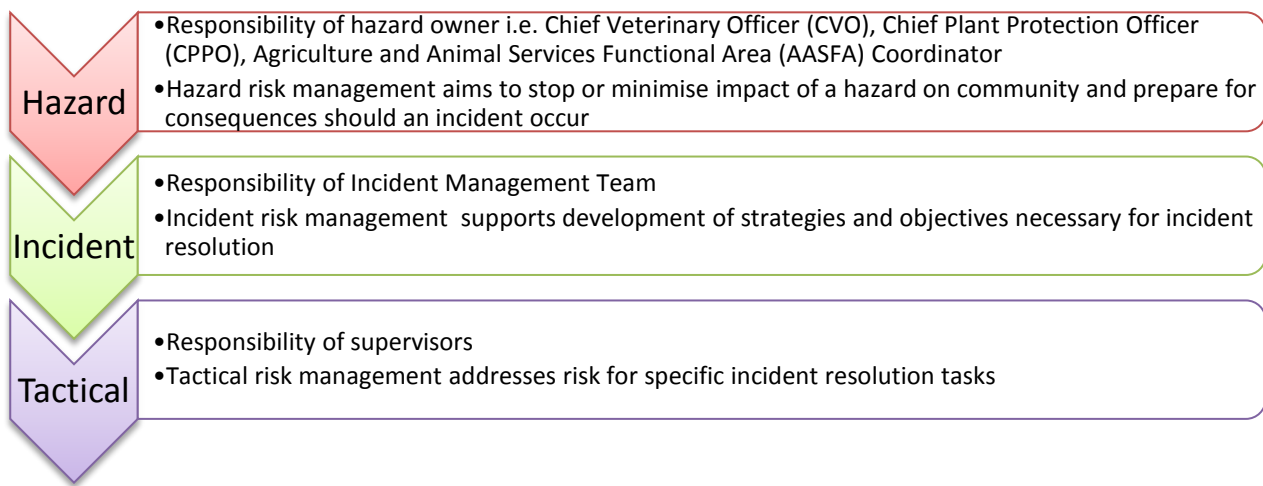 Hazard
•Responsibility of hazard owner i.e. Chief Veterinary Officer (CVO), Chief Plant Protection Officer
(CPPO), Agriculture and Animal Services Functional Area (AASFA) Coordinator
•Hazard risk management aims to stop or minimise impact of a hazard on community and prepare for
consequences should an incident occur
Incident
•Responsibility of Incident Management Team
•Incident risk management supports development of strategies and objectives necessary for incident
resolution
Tactical
•Responsibility of supervisors
•Tactical risk management addresses risk for specific incident resolution tasks